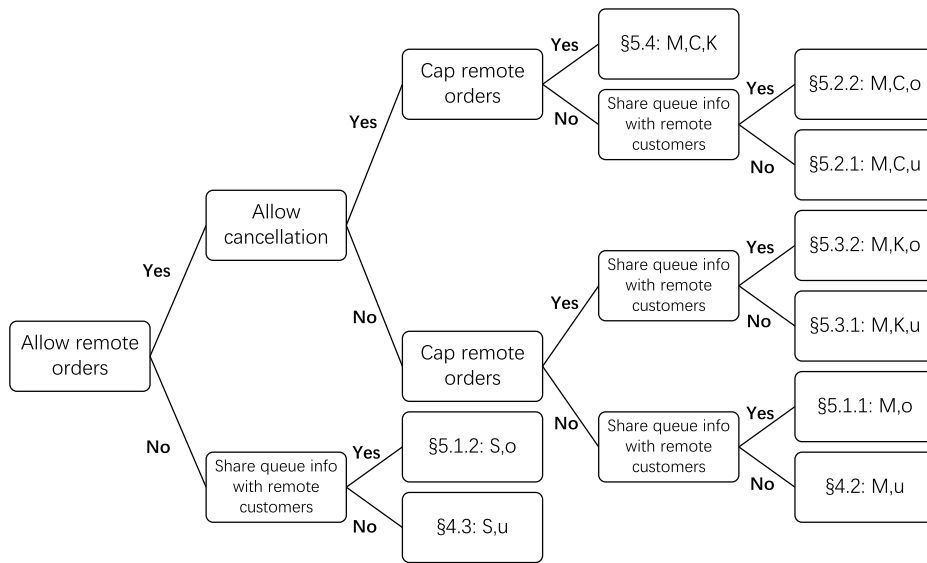 Allow remote
orders
Yes
No
Allow
cancellation
Yes
No
Share queue info
with remote
customers
Yes
No
Cap remote
orders
Yes
No
Cap remote
orders
Yes
No
§5.1.2: S,o
§4.3: S,u
§5.4: M,C,K
Share queue info
with remote
customers
Yes
No
Share queue info
with remote
customers
Yes
No
Share queue info
with remote
customers
Yes
No
§5.2.2: M,C,o
§5.2.1: M,C,u
§5.3.2: M,K,o
§5.3.1: M,K,u
§5.1.1: M,o
§4.2: M,u